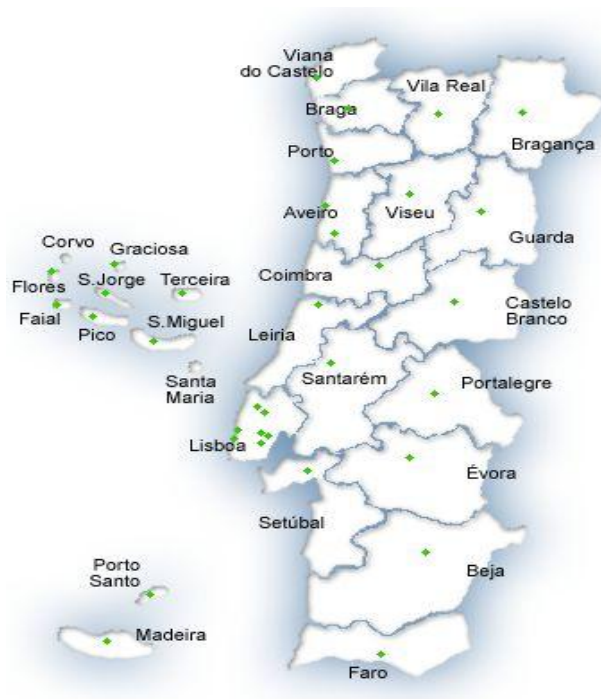 Viana
do Castelo
Vila Real
Braga
Bragança
Porto
Aveiro
Viseu
Guarda
Corvo
Graciosa
Coimbra
Flores
S.Jorge
Terceira
Castelo
Branco
Faial
Pico
S.Miguel
Leiria
Santa
Maria
Santarém
Portalegre
Lisboa
Évora
Setúbal
Beja
Porto
Santo
Madeira
Faro